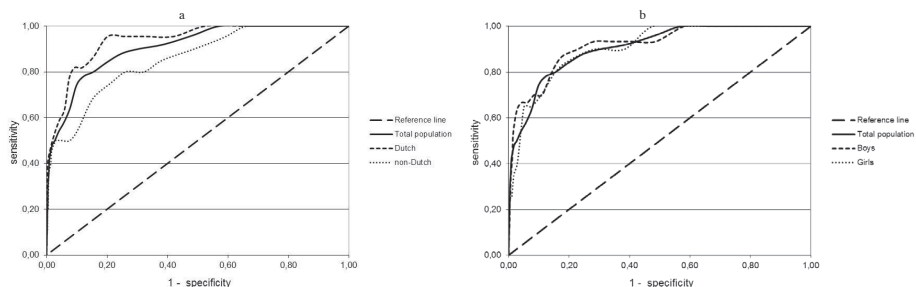 a
1,00
0,80
0,60
0,40
0,20
0,00
sensitivity
0,00 0,20 0,40 0,60 0,80 1,00
1 - specificity
Reference line
Total population
Dutch
non-Dutch
b
1,00
0,80
0,60
0,40
0,20
0,00
sensitivity
0,00 0,20 0,40 0,60 0,80 1,00
1 - specificity
Reference line
Total population
Boys
Girls